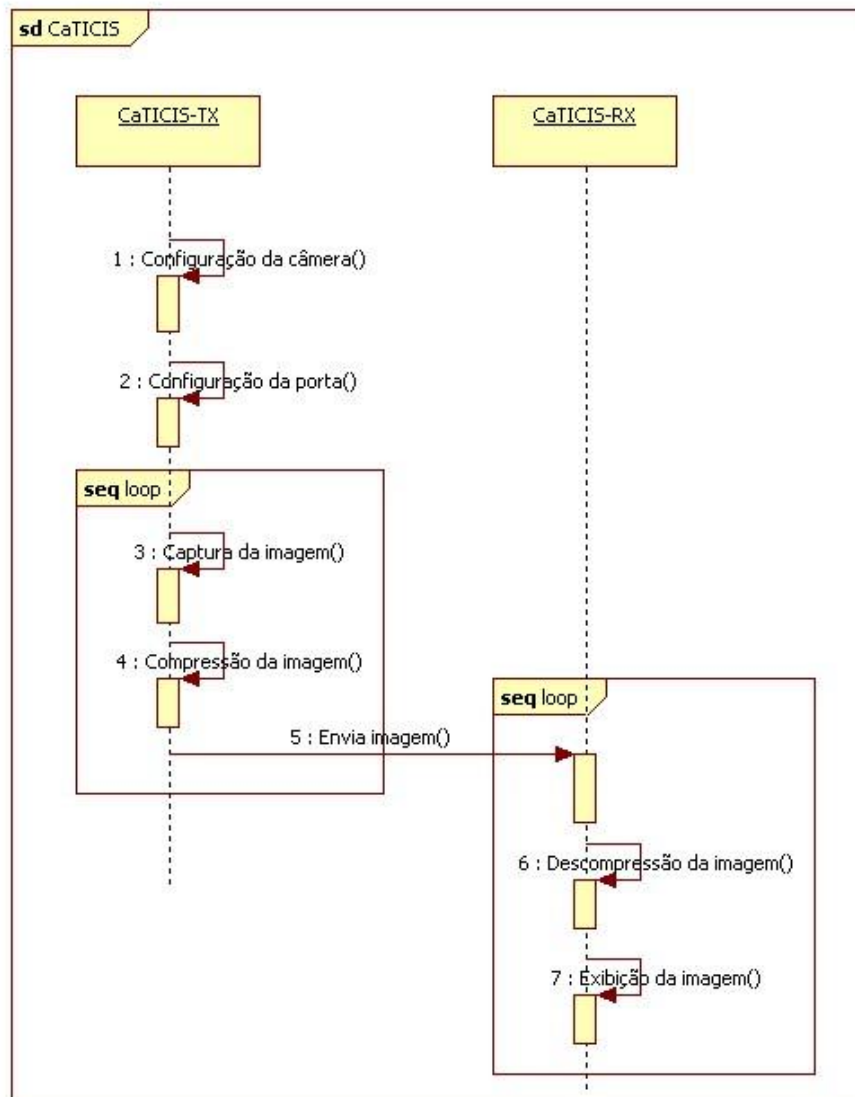 sd CaTICIS
CaTICIS-TX
CaTICIS-RX
1 : Configuração da câmera()
2 : Configuração da porta()
seq loop
3 : Captura da imagem()
4 : Compressão da imagem()
seq loop
5 : Envia imagem()
6 : Descompressão da imagem()
7 : Exibição da imagem()